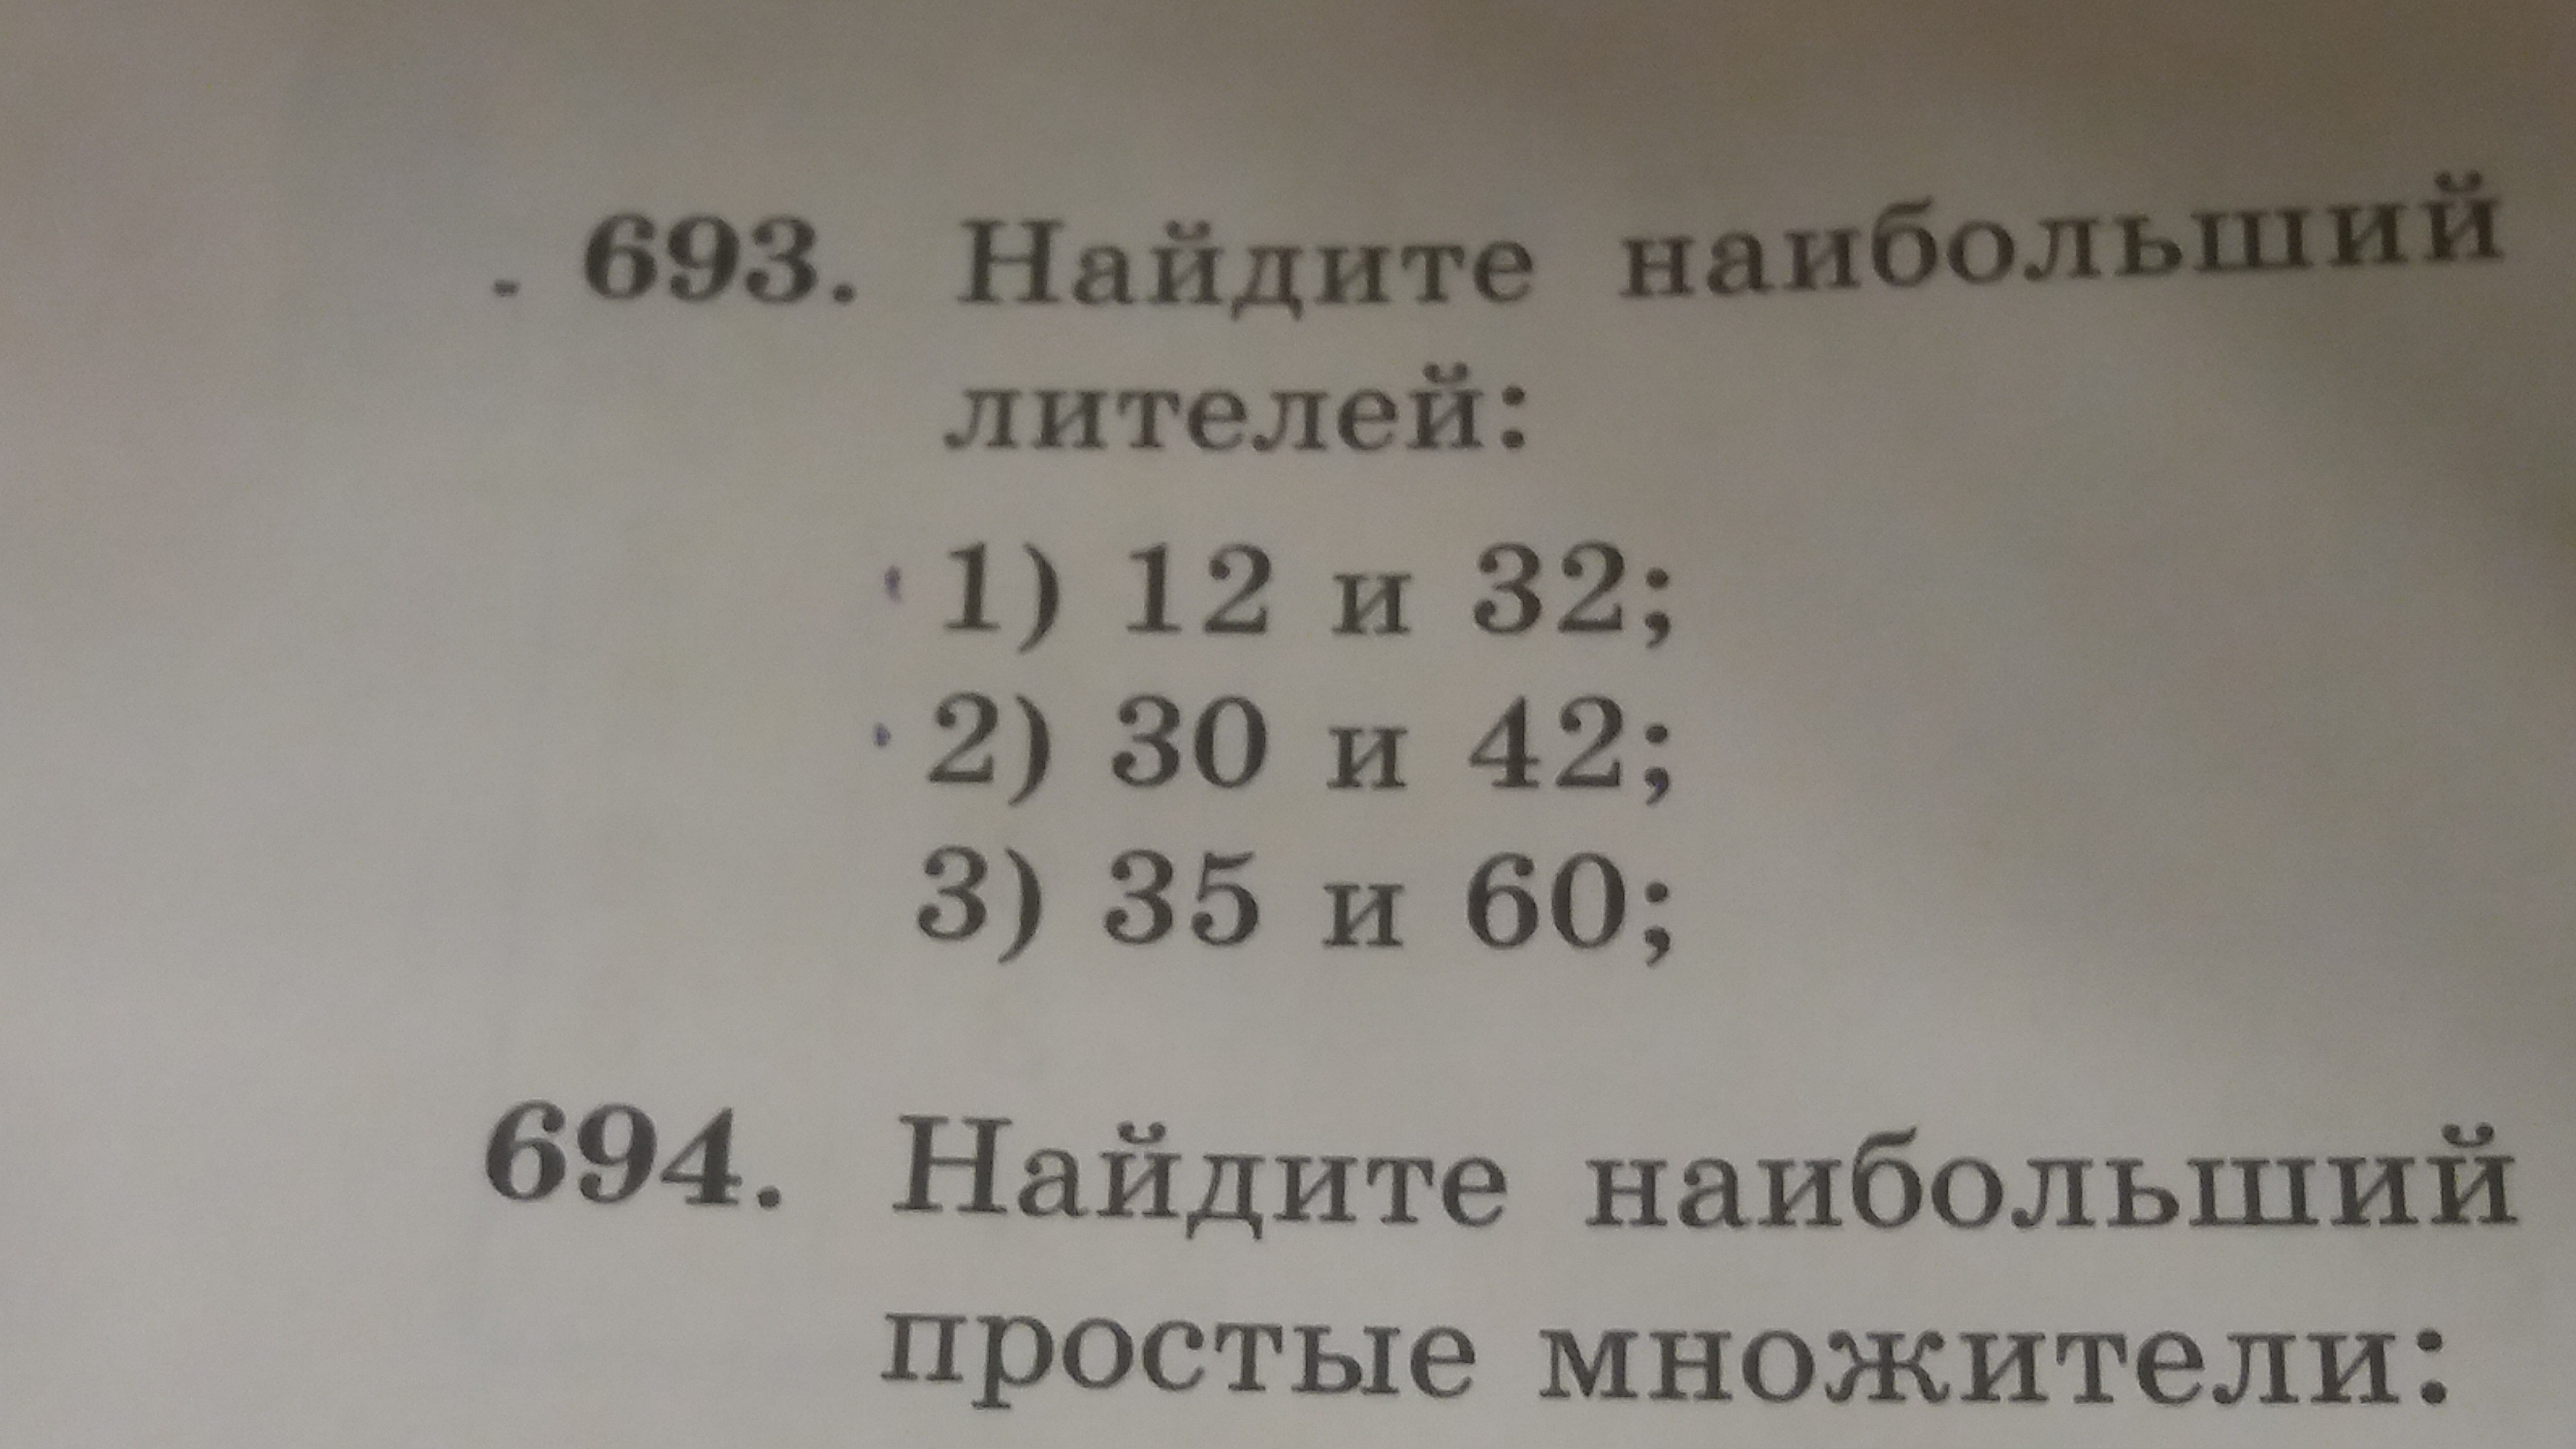 693. Найдите наибольший
лителей:
1) 12 и 32;
2) 30 и 42;
3) 35 и 60;
694. Найдите наибольший
простые множители: